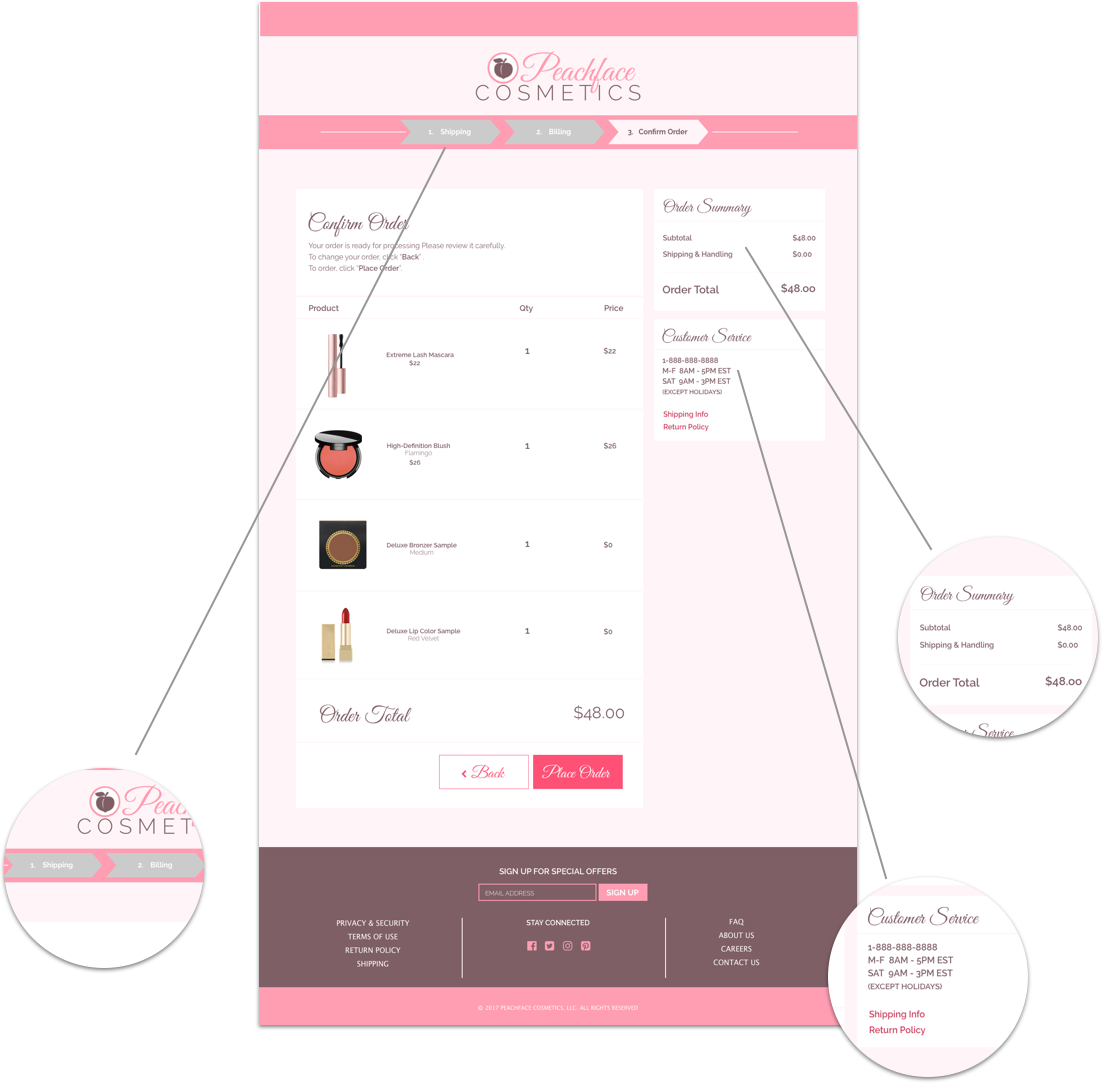 Peachface
COSMETICS
1. Shipping
2. Billing
3. Confirm Order
Confirm Order
Your order is ready for processing Please review it carefully.
To change your order, click "Back" .
To order, click "Place Order".
Product Qty Price
Extreme Lash Mascara
$22
1
$22
High-Definition Blush
Flamingo
$26
1
$26
Deluxe Bronzer Sample
Medium
1
$0
Deluxe Lip Color Sample
Red Velvet
1
$0
Order Total $48.00
Back
Place Order
Order Summary
Subtotal $48.00
Shipping & Handling $0.00
Order Total $48.00
Customer Service
1-888-888-8888
M-F 8AM - 5PM EST
SAT 9AM - 3PM EST
(EXCEPT HOLIDAYS)
Shipping Info
Return Policy
SIGN UP FOR SPECIAL OFFERS
EMAIL ADDRESS
SIGN UP
PRIVACY & SECURITY
TERMS OF USE
RETURN POLICY
SHIPPING
STAY CONNECTED
FAQ
ABOUT US
CAREERS
CONTACT US
© 2017 PEACHFACE COSMETICS, LLC. ALL RIGHTS RESERVED
Peac
COSMET
1. Shipping
2. Billing
Order Summary
Subtotal $48.00
Shipping & Handling $0.00
Order Total $48.00
Service
Customer Service
1-888-888-8888
M-F 8AM - 5PM EST
SAT 9AM - 3PM EST
(EXCEPT HOLIDAYS)
Shipping Info
Return Policy